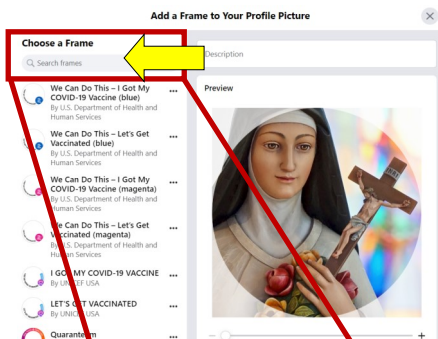 Add a Frame to Your Profile Picture
Choose a Frame
Search frames
We Can Do This – I Got My
COVID-19 Vaccine (blue)
By U.S. Department of Health and
Human Services
We Can Do This – Let's Get
Vaccinated (blue)
By U.S. Department of Health and
Human Services
We Can Do This – I Got My
COVID-19 Vaccine (magenta)
By U.S. Department of Health and
Human Services
We Can Do This – Let's Get
Vaccinated (magenta)
By U.S. Department of Health and
Human Services
I GOT MY COVID-19 VACCINE
By UNICEF USA
LET'S GET VACCINATED
By UNICEF USA
Description
Preview